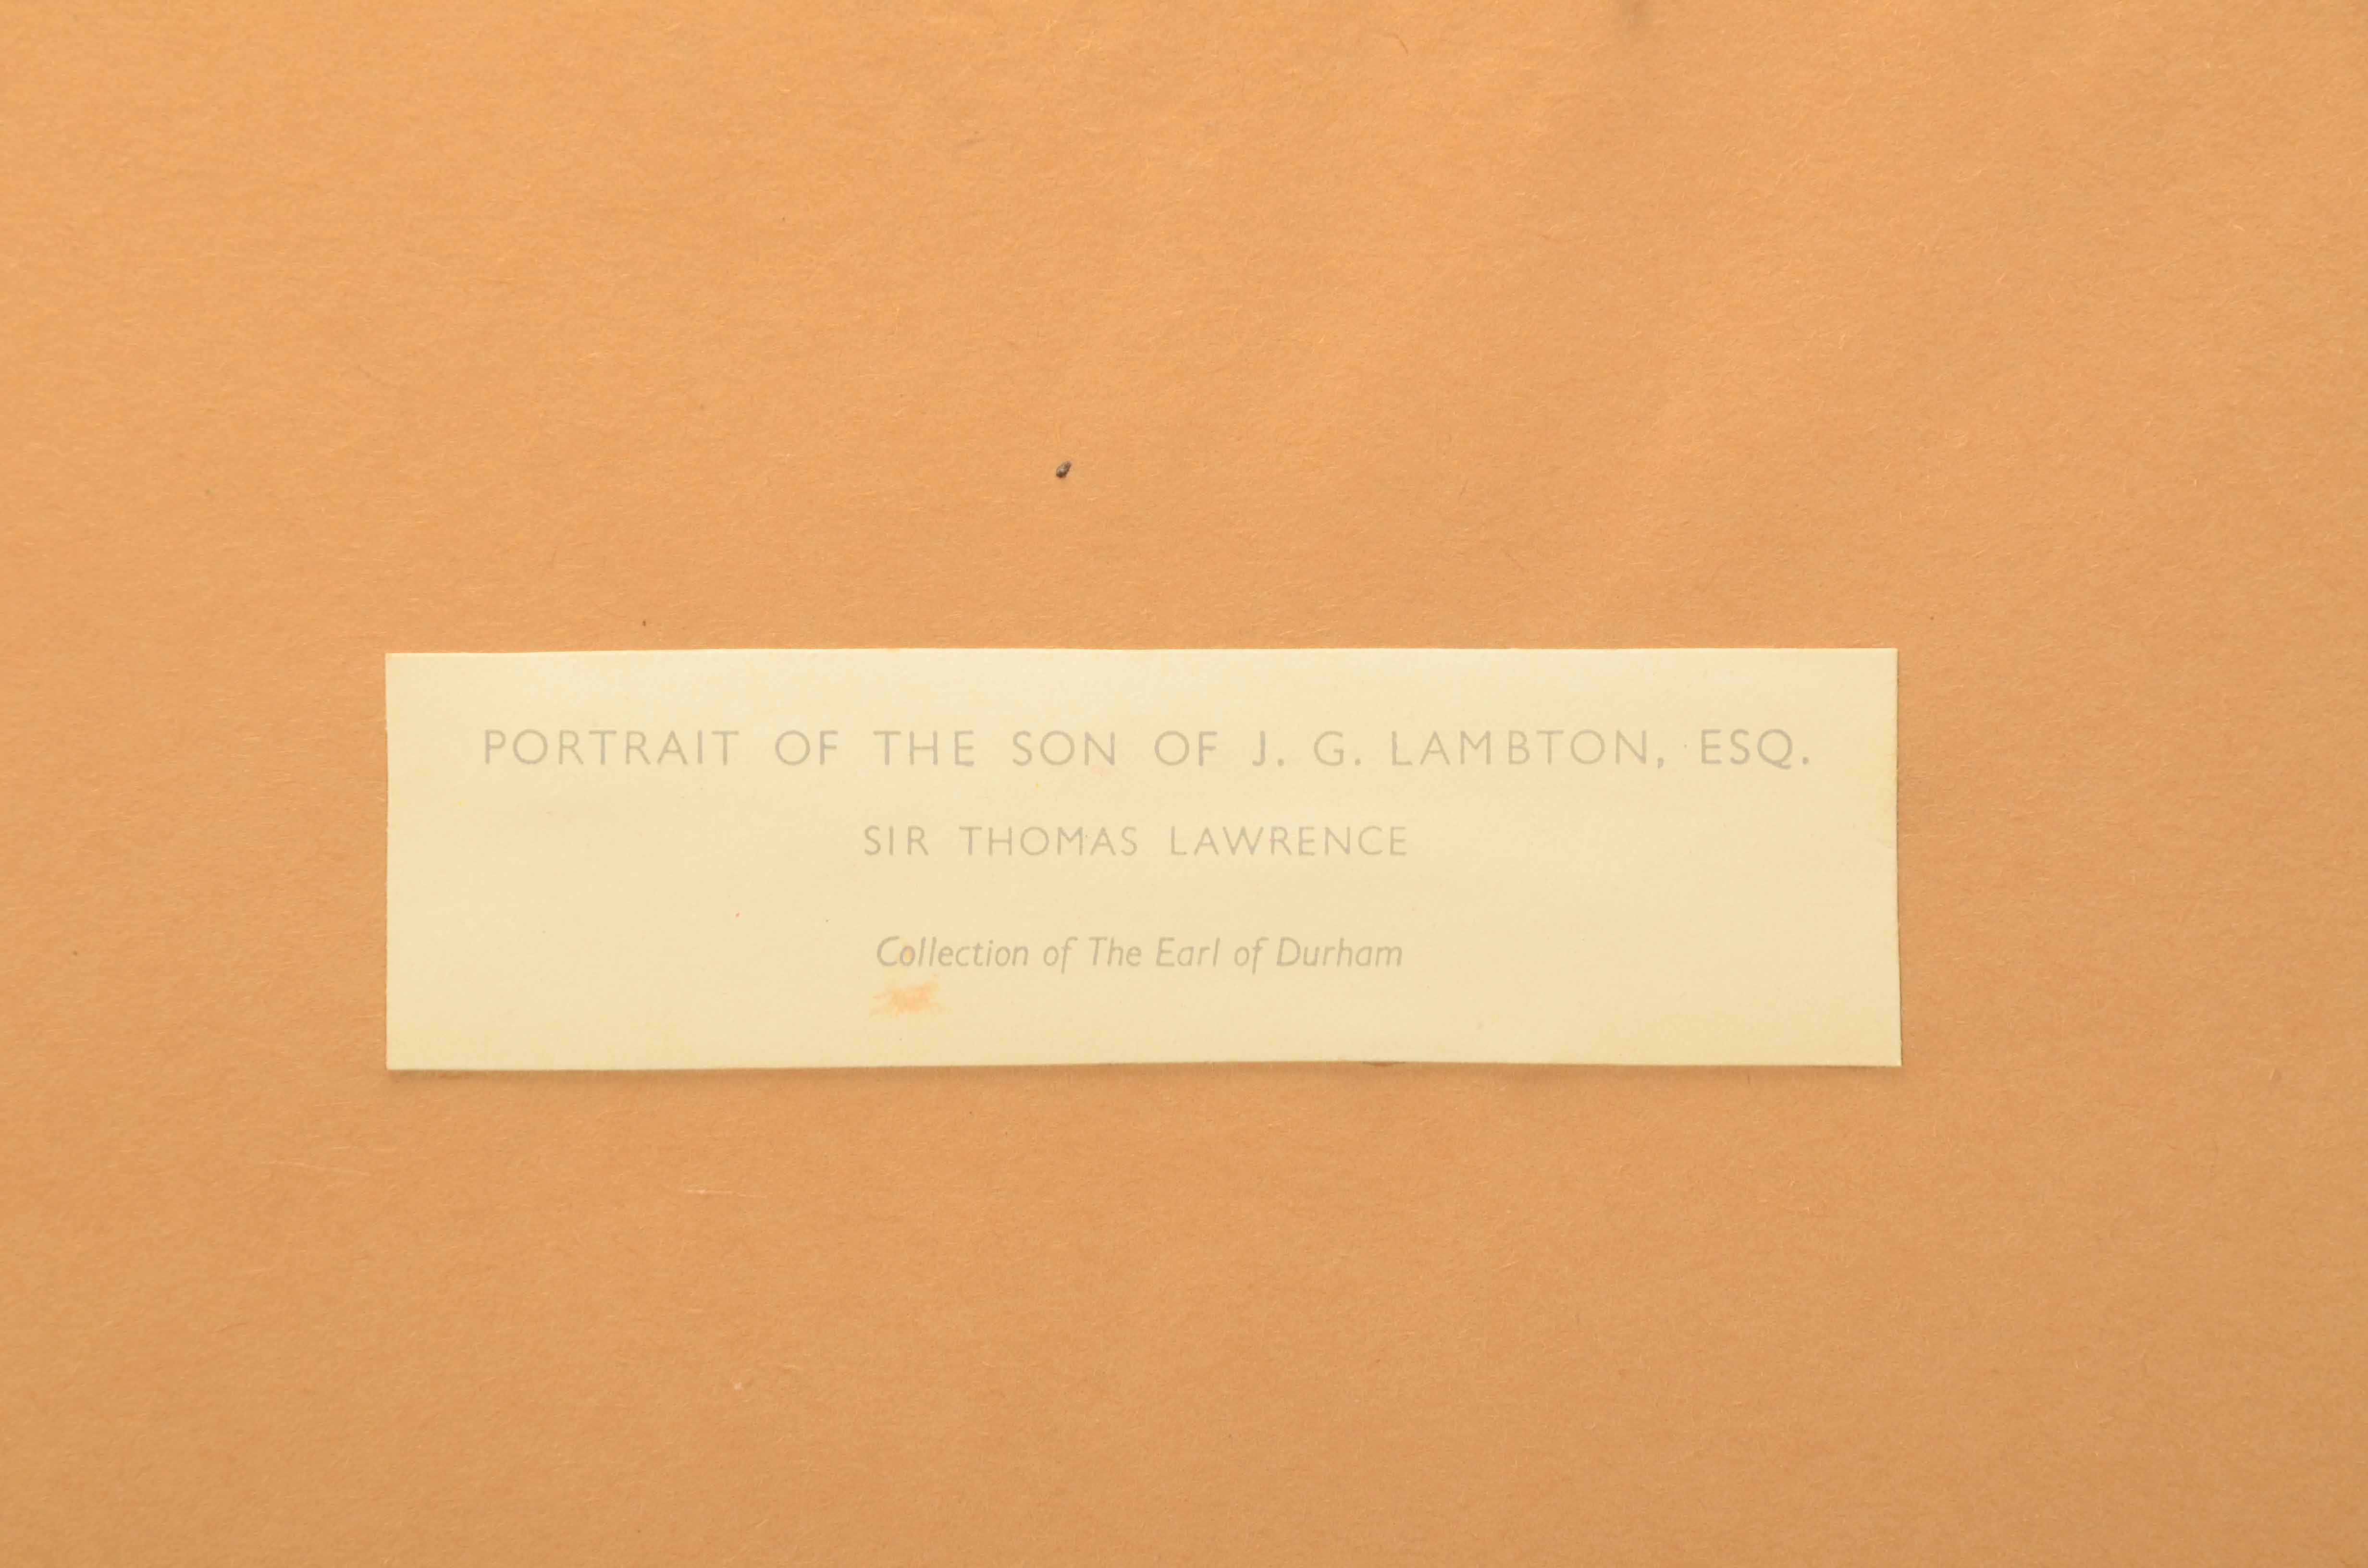 PORTRAIT OF THE SON OF J. G. LAMBTON, ESQ.
SIR THOMAS LAWRENCE
Collection of The Earl of Durham